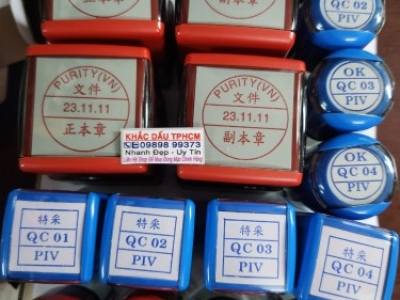 正本章
副本章
QC 02
PIV
PURITY(VN)
文件
23.11.11
正本章
PURITY(VN)
文件
23.11.11
副本章
OK
QC 03
PIV
KHẮC DẤU TPHCM
09898 99373
Nhanh Đẹp - Uy Tín
OK
QC 04
PIV
特采
QC 01
PIV
特采
QC 02
PIV
特采
QC 03
PIV
特采
QC 04
PIV